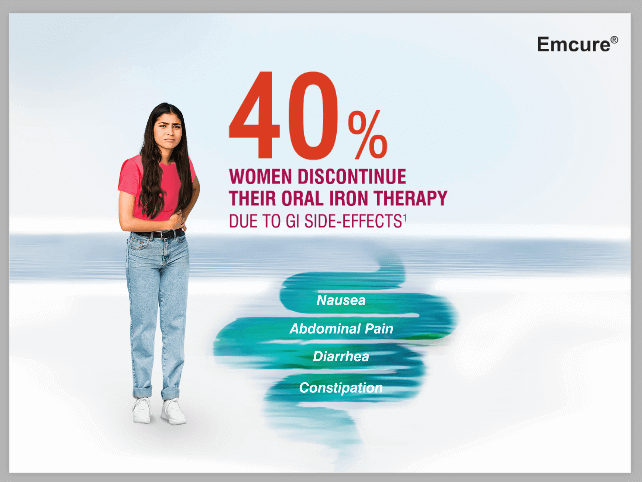 Emcure®
40%
WOMEN DISCONTINUE
THEIR ORAL IRON THERAPY
DUE TO GI SIDE-EFFECTS¹
Nausea
Abdominal Pain
Diarrhea
Constipation